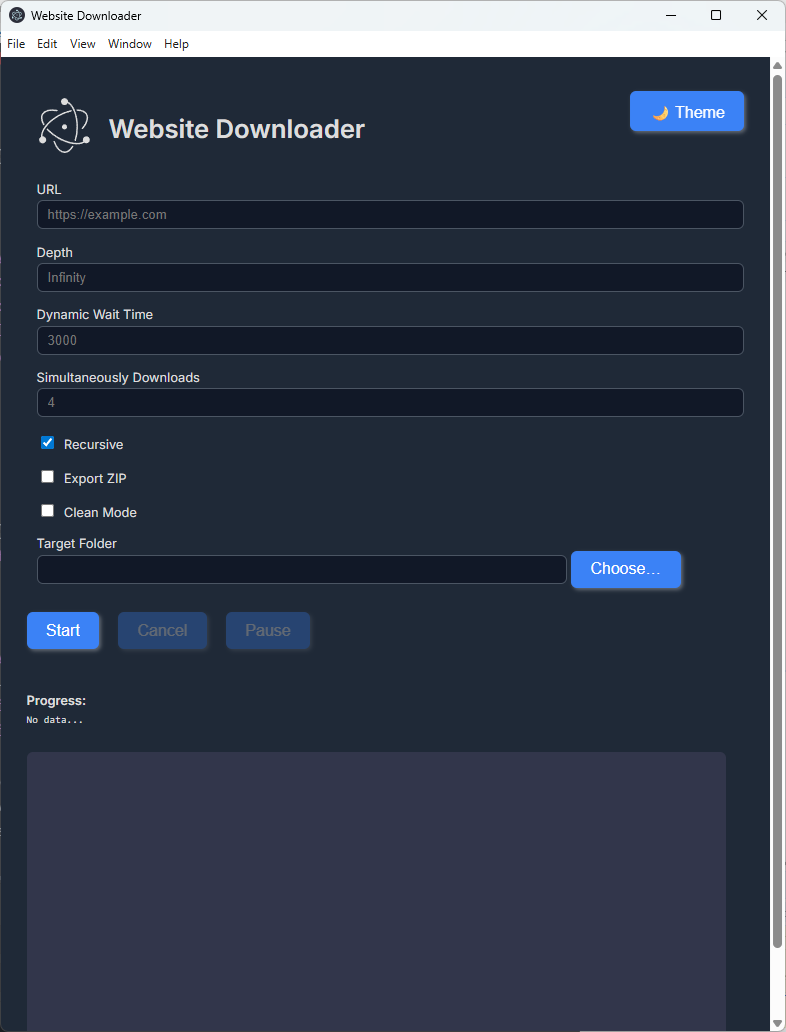 Website Downloader
File Edit View Window Help
Website Downloader
🌙 Theme
URL
https://example.com
Depth
Infinity
Dynamic Wait Time
3000
Simultaneously Downloads
4
Recursive
Export ZIP
Clean Mode
Target Folder
Choose...
Start Cancel Pause
Progress:
No data...